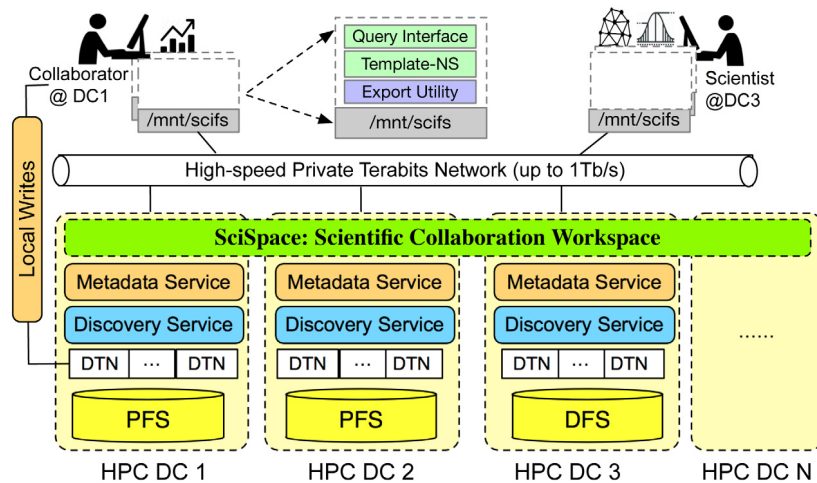 Collaborator
@ DC1
/mnt/scifs
Query Interface
Template-NS
Export Utility
/mnt/scifs
Scientist
@DC3
/mnt/scifs
High-speed Private Terabits Network (up to 1Tb/s)
Local Writes
SciSpace: Scientific Collaboration Workspace
Metadata Service
Discovery Service
DTN
...
DTN
PFS
HPC DC 1
Metadata Service
Discovery Service
DTN
...
DTN
PFS
HPC DC 2
Metadata Service
Discovery Service
DTN
...
DTN
DFS
HPC DC 3
......
HPC DC N